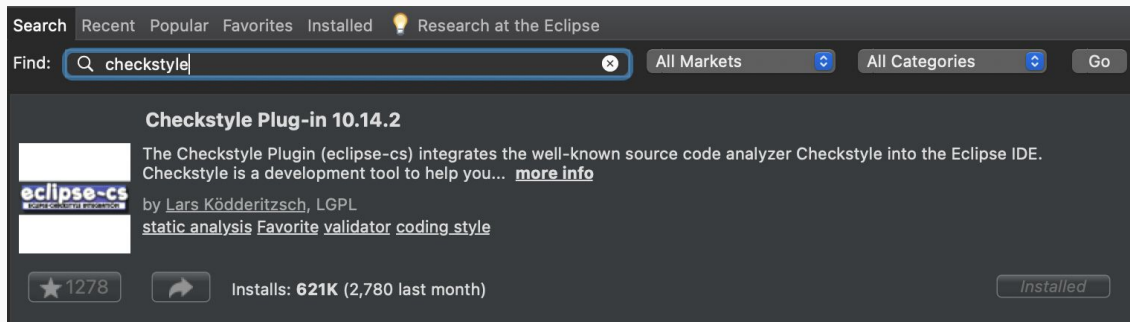 Search Recent Popular Favorites Installed Research at the Eclipse
Find: checkstyle All Markets All Categories Go
Checkstyle Plug-in 10.14.2
The Checkstyle Plugin (eclipse-cs) integrates the well-known source code analyzer Checkstyle into the Eclipse IDE.
Checkstyle is a development tool to help you... more info
eclipse-cs
by Lars Ködderitzsch, LGPL
static analysis Favorite validator coding style
1278 Installs: 621K (2,780 last month) Installed